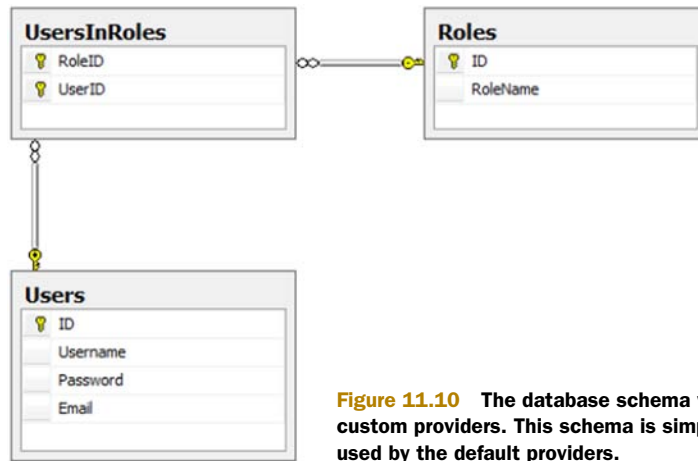 UsersInRoles
RoleID
UserID
Roles
ID
RoleName
Users
ID
Username
Password
Email
Figure 11.10 The database schema
custom providers. This schema is
used by the default providers.